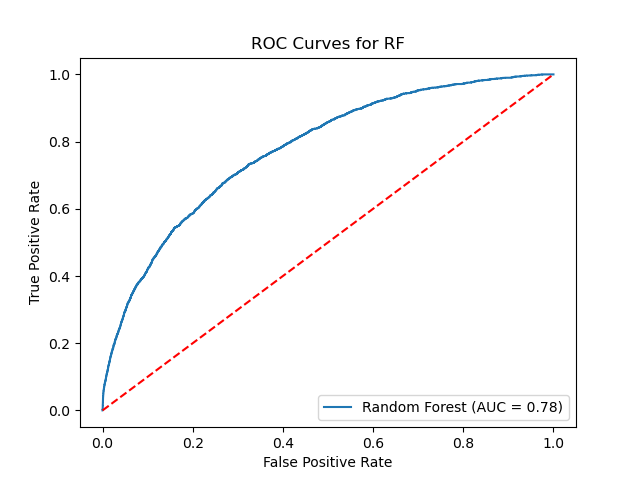 ROC Curves for RF
True Positive Rate
1.0
0.8
0.6
0.4
0.2
0.0
Random Forest (AUC = 0.78)
0.0 0.2 0.4 0.6 0.8 1.0
False Positive Rate